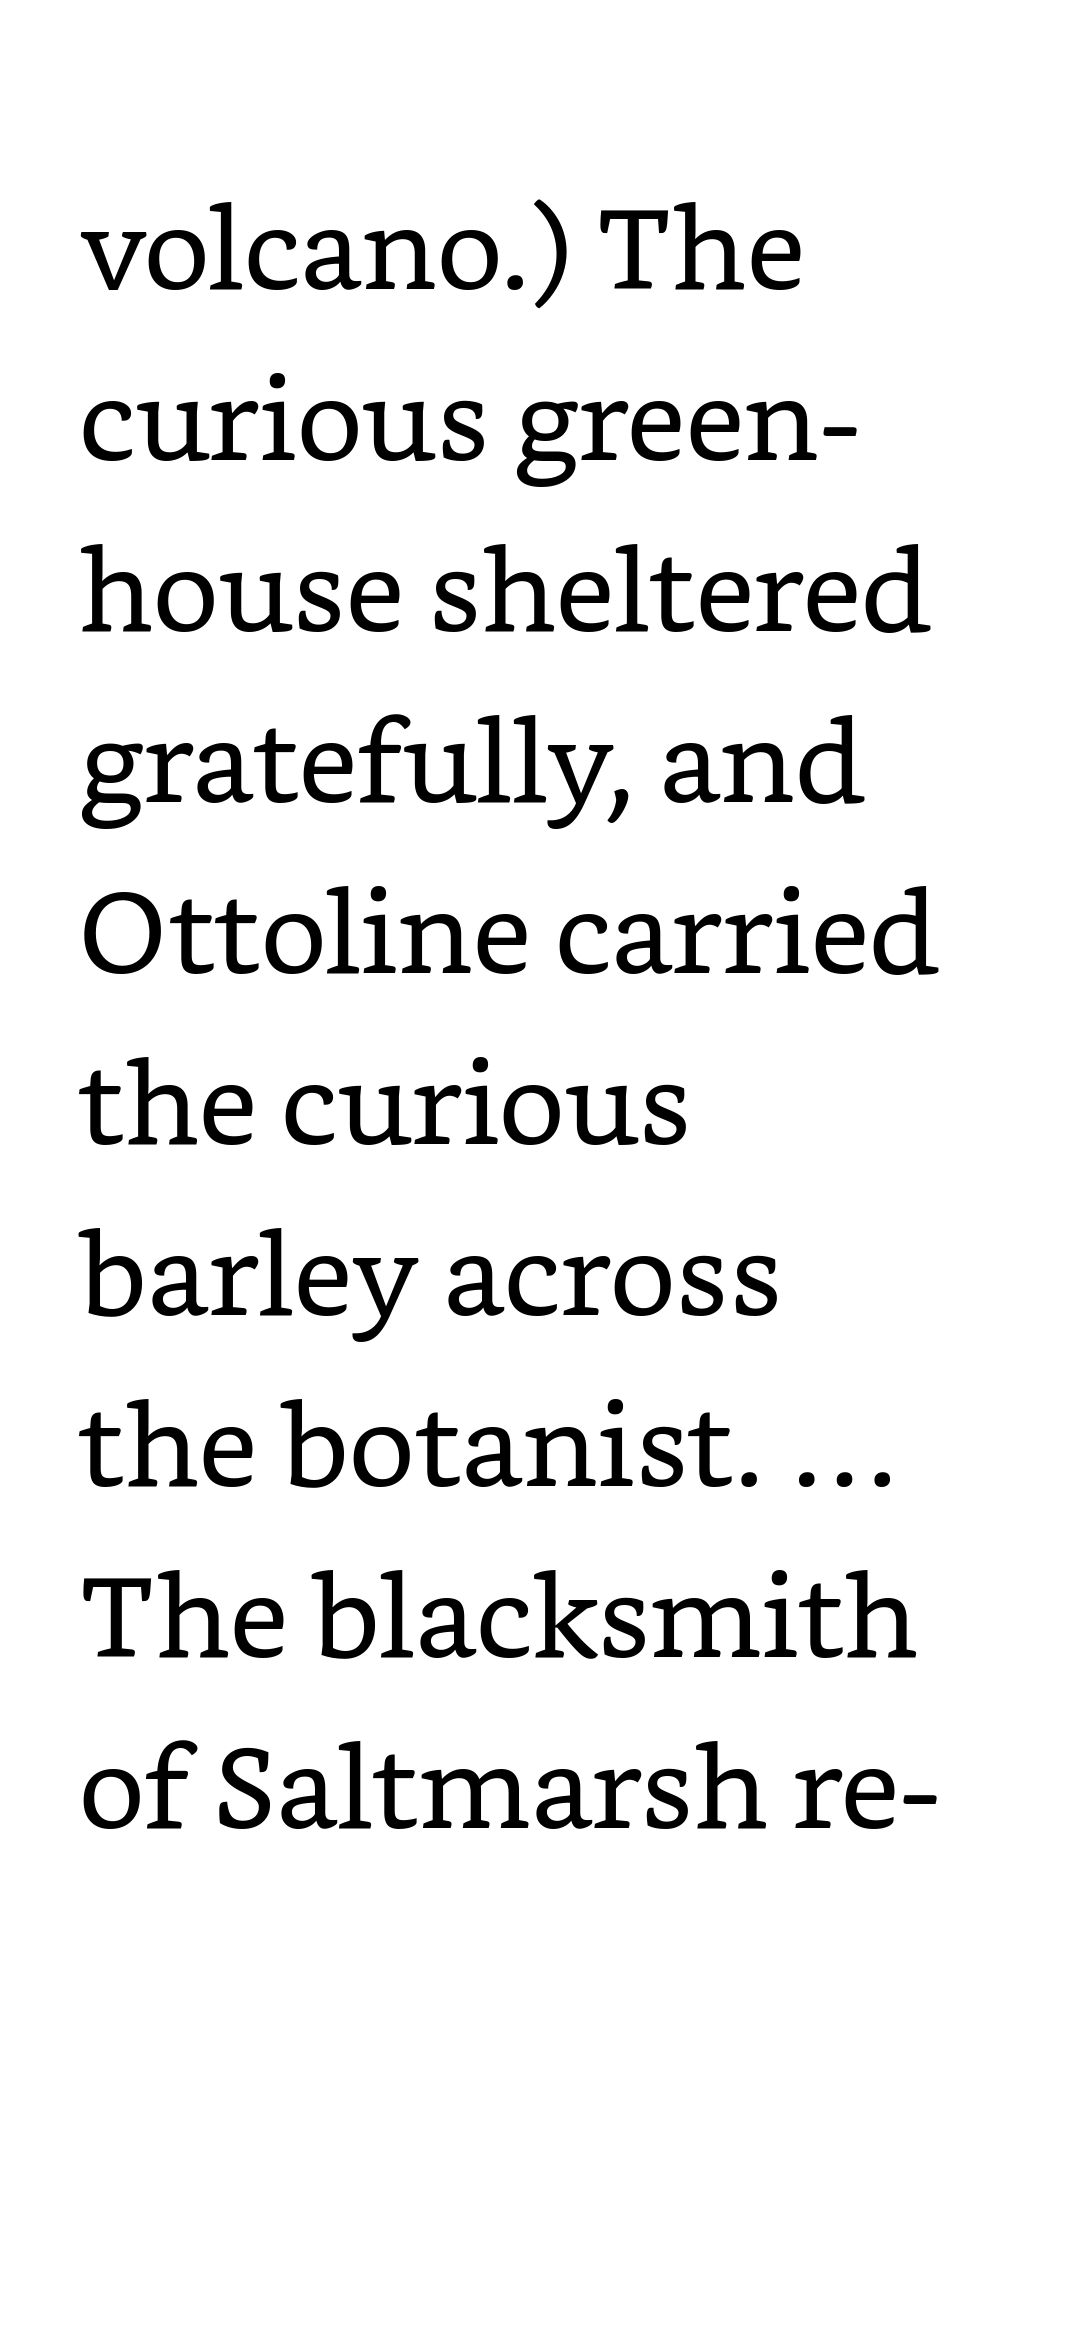 volcano.) The
curious green-
house sheltered
gratefully, and
Ottoline carried
the curious
barley across
the botanist. …
The blacksmith
of Saltmarsh re-